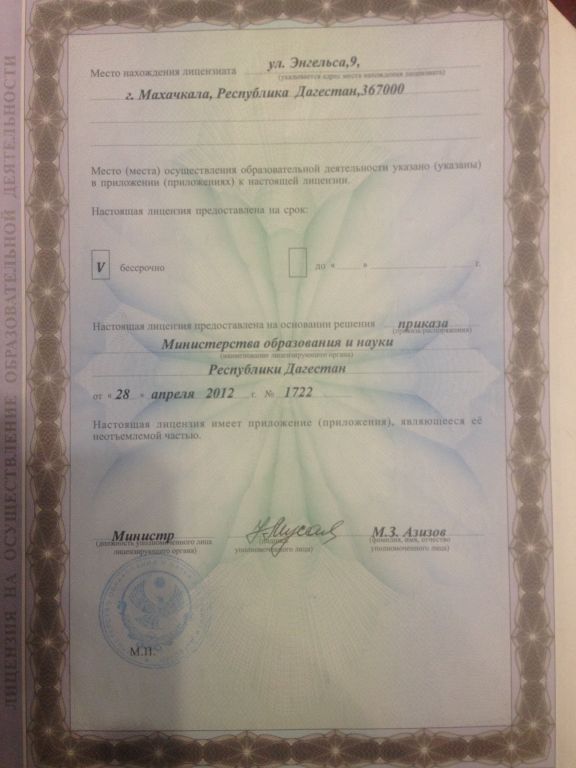 ЛИЦЕНЗИЯ НА ОСУЩЕСТВЛЕНИЕ ОБРАЗОВАТЕЛЬНОЙ ДЕЯТЕЛЬНОСТИ
Место нахождения лицензиата ул. Энгельса,9,
(указывается адрес места нахождения лицензиата)
г. Махачкала, Республика Дагестан,367000
Место (места) осуществления образовательной деятельности указано (указаны)
в приложении (приложениях) к настоящей лицензии.
Настоящая лицензия предоставлена на срок:
V бессрочно до « » г.
Настоящая лицензия предоставлена на основании решения приказа
(приказа/распоряжения)
Министерства образования и науки
(наименование лицензирующего органа)
Республики Дагестан
от « 28 » апреля 2012 г. № 1722
Настоящая лицензия имеет приложение (приложения), являющееся её
неотъемлемой частью.
Министр М.З. Азизов
(должность уполномоченного лица (подпись (фамилия, имя, отчество
лицензирующего органа) уполномоченного лица) уполномоченного лица)
М.П.